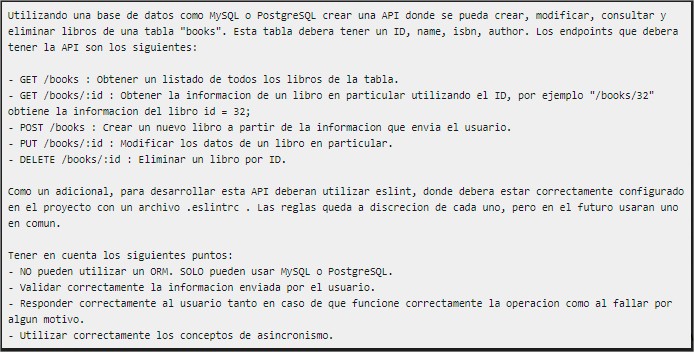 Utilizando una base de datos como MySQL o PostgreSQL crear una API donde se pueda crear, modificar, consultar y
eliminar libros de una tabla "books". Esta tabla debera tener un ID, name, isbn, author. Los endpoints que debera
tener la API son los siguientes:

- GET /books : Obtener un listado de todos los libros de la tabla.
- GET /books/:id : Obtener la informacion de un libro en particular utilizando el ID, por ejemplo "/books/32"
obtiene la informacion del libro id = 32;
- POST /books : Crear un nuevo libro a partir de la informacion que envia el usuario.
- PUT /books/:id : Modificar los datos de un libro en particular.
- DELETE /books/:id : Eliminar un libro por ID.

Como un adicional, para desarrollar esta API deberan utilizar eslint, donde debera estar correctamente configurado
en el proyecto con un archivo .eslintrc . Las reglas queda a discrecion de cada uno, pero en el futuro usaran uno
en comun.

Tener en cuenta los siguientes puntos:
- NO pueden utilizar un ORM. SOLO pueden usar MySQL o PostgreSQL.
- Validar correctamente la informacion enviada por el usuario.
- Responder correctamente al usuario tanto en caso de que funcione correctamente la operacion como al fallar por
algun motivo.
- Utilizar correctamente los conceptos de asincronismo.